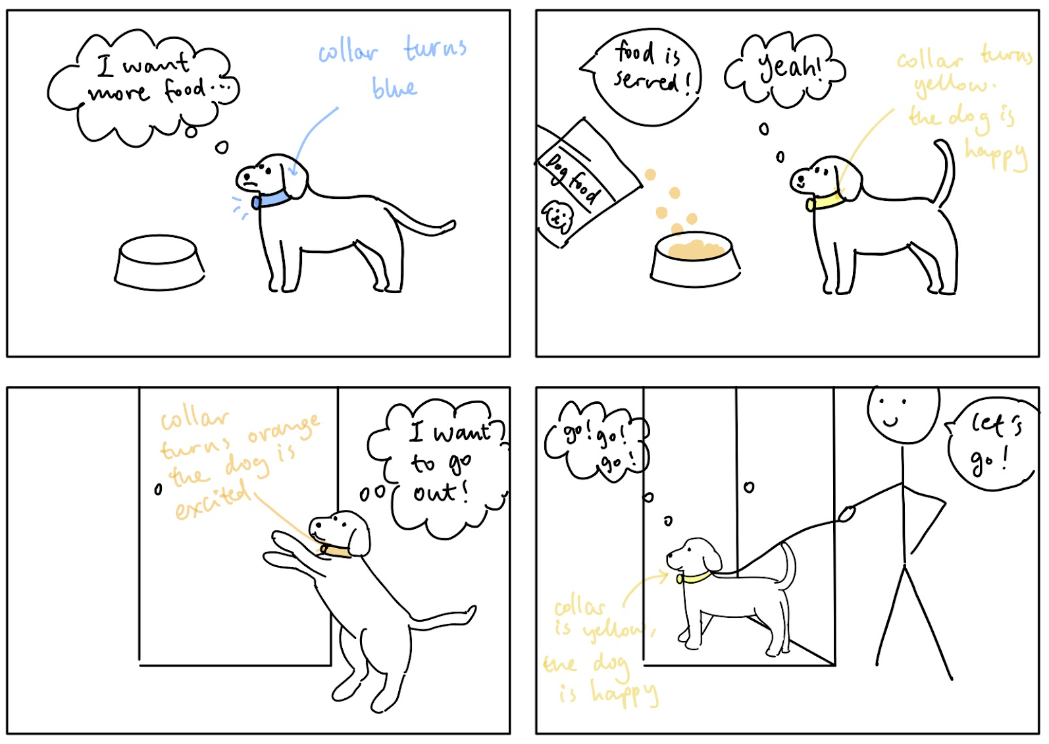 I want
more food...
collar turns
blue
food is
served!
Yeah!
collar turns
yellow.
the dog is
happy
Dog food
collar
turns orange
the dog is
excited
I want
to go
out!
go! go!
go!
let's
go!
collar
is yellow,
the dog
is happy